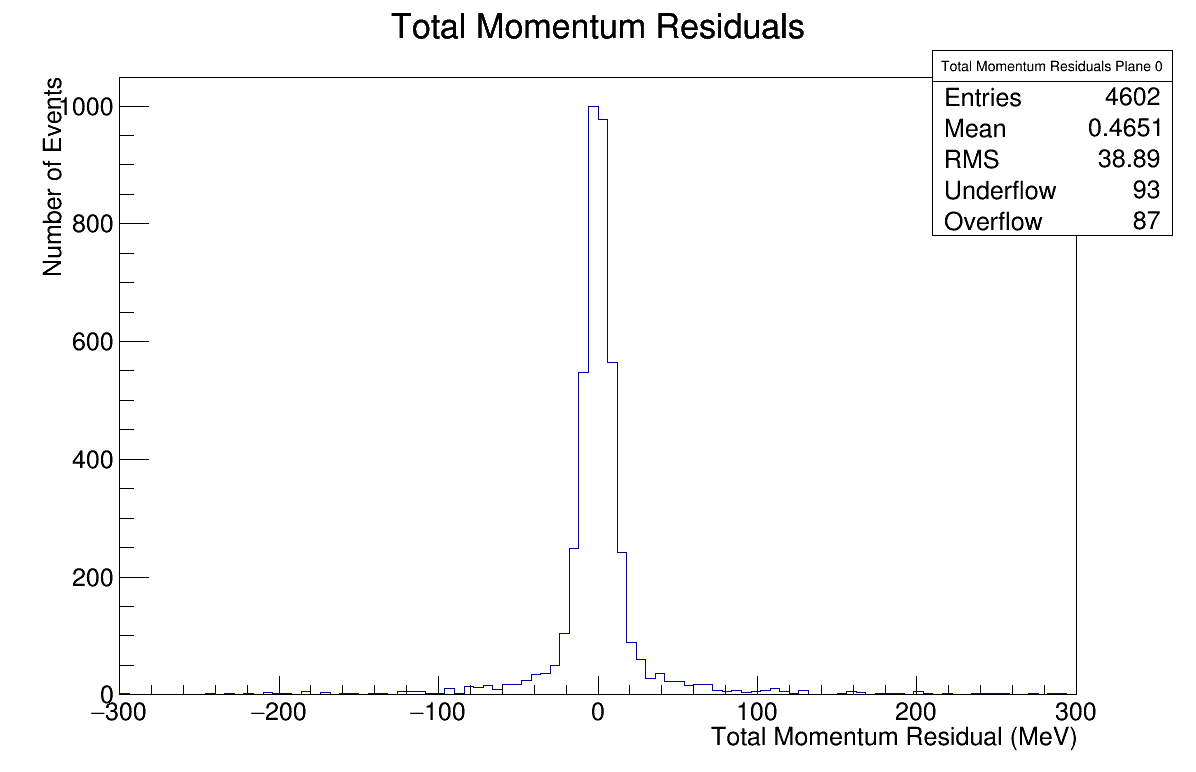 Total Momentum Residuals
Total Momentum Residuals Plane 0
Entries 4602
Mean 0.4651
RMS 38.89
Underflow 93
Overflow 87
Number of Events
1000
800
600
400
200
0
−300 −200 −100 0 100 200 300
Total Momentum Residual (MeV)